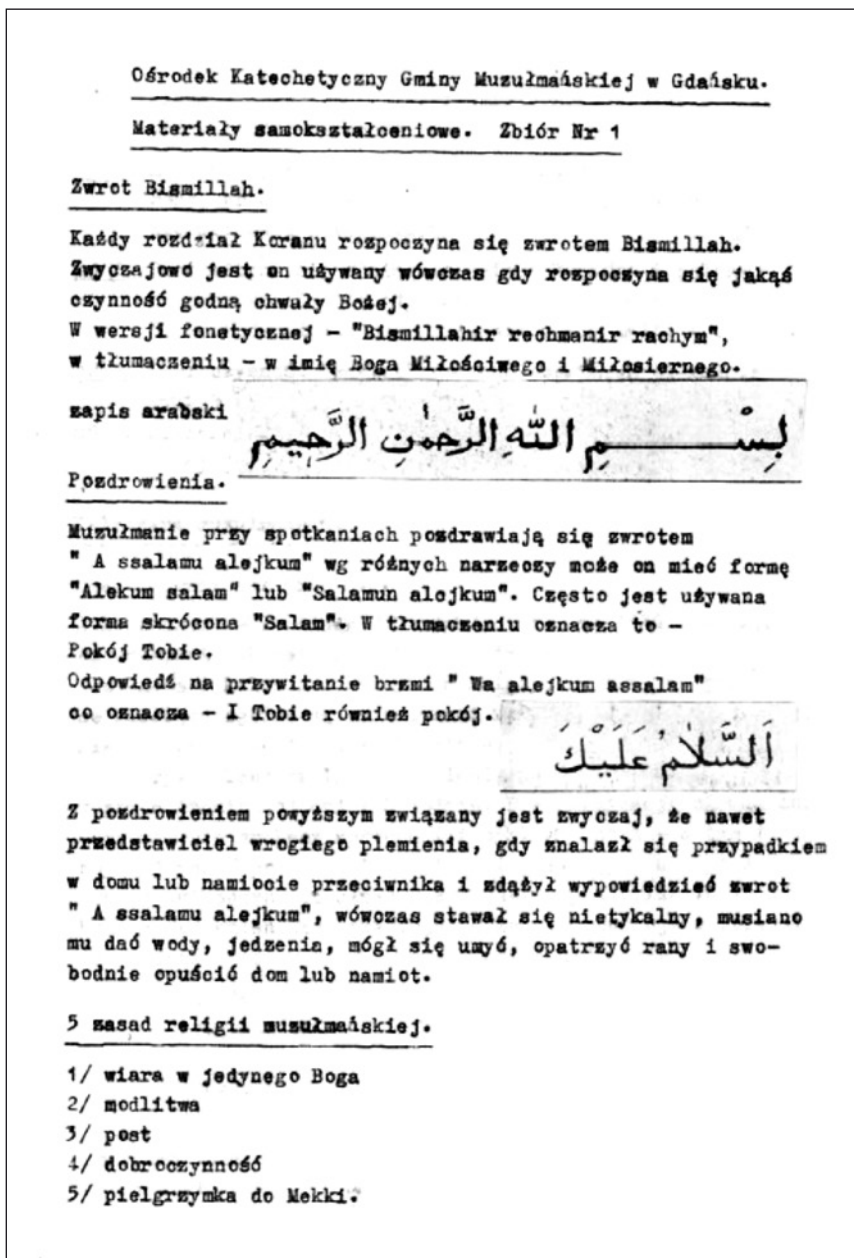 Ośrodek Katechetyczny Gminy Muzułmańskiej w Gdańsku.
Materiały samokształceniowe. Zbiór Nr 1
Zwrot Bismillah.
Każdy rozdział Koranu rozpoczyna się zwrotem Bismillah.
Zwyczajowo jest on używany wówczas gdy rozpoczyna się jakąś
czynność godną chwały Bożej.
W wersji fonetycznej - "Bismillahir rechmanir rachym",
w tłumaczeniu - w imię Boga Miłościwego i Miłosiernego.
zapis arabski بِسْمِ اللّٰهِ الرَّحْمٰنِ الرَّحِيمِ
Pozdrowienia.
Muzułmanie przy spotkaniach pozdrawiają się zwrotem
" A ssalamu alejkum" wg różnych narzeczy może on mieć formę
"Alekum salam" lub "Salamun alejkum". Często jest używana
forma skrócona "Salam". W tłumaczeniu oznacza to -
Pokój Tobie.
Odpowiedź na przywitanie brzmi " Wa alejkum assalam"
co oznacza - I Tobie również pokój.
اَلسَّلَامُ عَلَيْكَ
Z pozdrowieniem powyższym związany jest zwyczaj, że nawet
przedstawiciel wrogiego plemienia, gdy znalazł się przypadkiem
w domu lub namiocie przeciwnika i zdążył wypowiedzieć zwrot
" A ssalamu alejkum", wówczas stawał się nietykalny, musiano
mu dać wody, jedzenia, mógł się umyć, opatrzyć rany i swo-
bodnie opuścić dom lub namiot.
5 zasad religii muzułmańskiej.
1/ wiara w jedynego Boga
2/ modlitwa
3/ post
4/ dobroczynność
5/ pielgrzymka do Mekki.